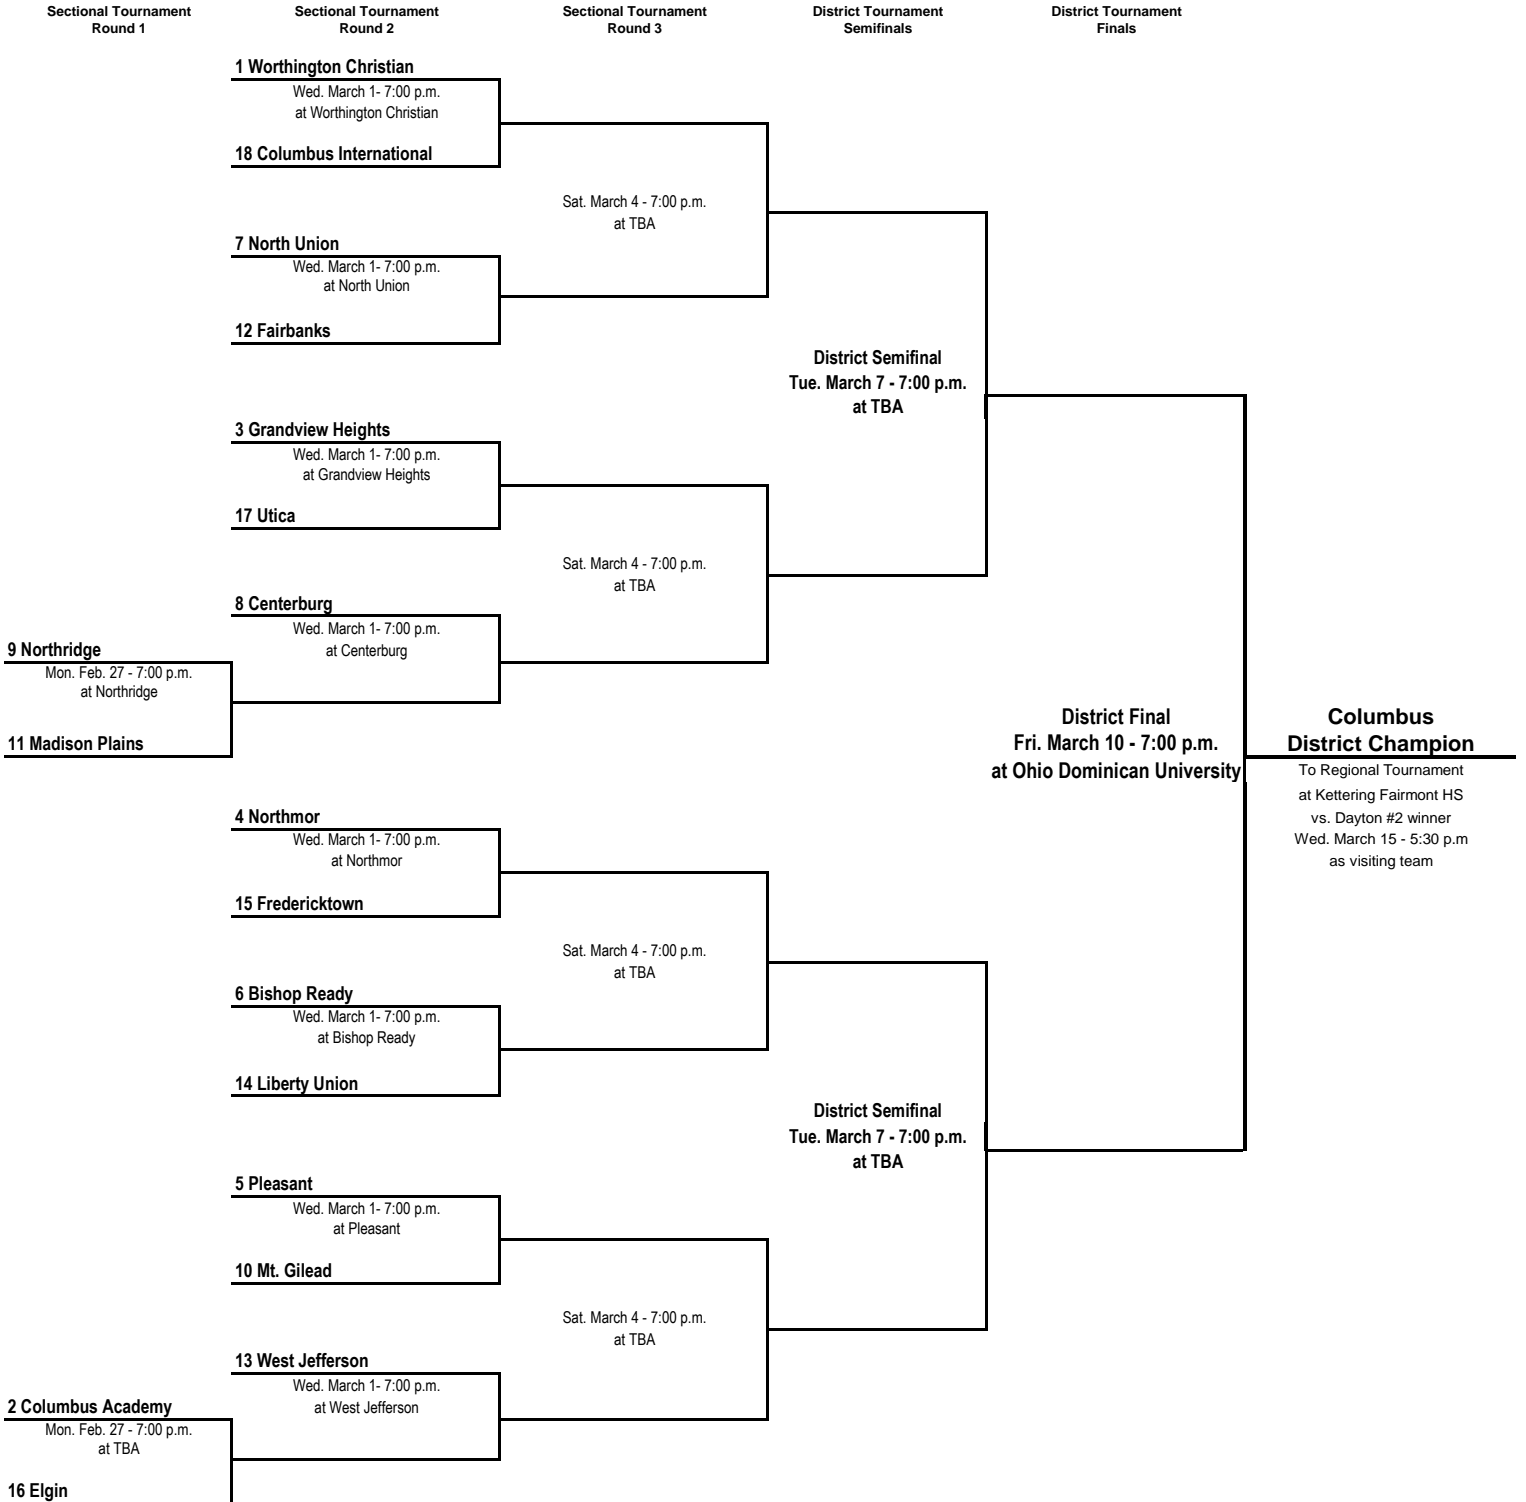 Sectional Tournament
Round 1
Sectional Tournament
Round 2
Sectional Tournament
Round 3
District Tournament
Semifinals
District Tournament
Finals
1 Worthington Christian
Wed. March 1- 7:00 p.m.
at Worthington Christian
18 Columbus International
Sat. March 4 - 7:00 p.m.
at TBA
7 North Union
Wed. March 1- 7:00 p.m.
at North Union
12 Fairbanks
District Semifinal
Tue. March 7 - 7:00 p.m.
at TBA
3 Grandview Heights
Wed. March 1- 7:00 p.m.
at Grandview Heights
17 Utica
Sat. March 4 - 7:00 p.m.
at TBA
8 Centerburg
Wed. March 1- 7:00 p.m.
at Centerburg
9 Northridge
Mon. Feb. 27 - 7:00 p.m.
at Northridge
11 Madison Plains
District Final
Fri. March 10 - 7:00 p.m.
at Ohio Dominican University
Columbus
District Champion
To Regional Tournament
at Kettering Fairmont HS
vs. Dayton #2 winner
Wed. March 15 - 5:30 p.m
as visiting team
4 Northmor
Wed. March 1- 7:00 p.m.
at Northmor
15 Fredericktown
Sat. March 4 - 7:00 p.m.
at TBA
6 Bishop Ready
Wed. March 1- 7:00 p.m.
at Bishop Ready
14 Liberty Union
District Semifinal
Tue. March 7 - 7:00 p.m.
at TBA
5 Pleasant
Wed. March 1- 7:00 p.m.
at Pleasant
10 Mt. Gilead
Sat. March 4 - 7:00 p.m.
at TBA
13 West Jefferson
Wed. March 1- 7:00 p.m.
at West Jefferson
2 Columbus Academy
Mon. Feb. 27 - 7:00 p.m.
at TBA
16 Elgin